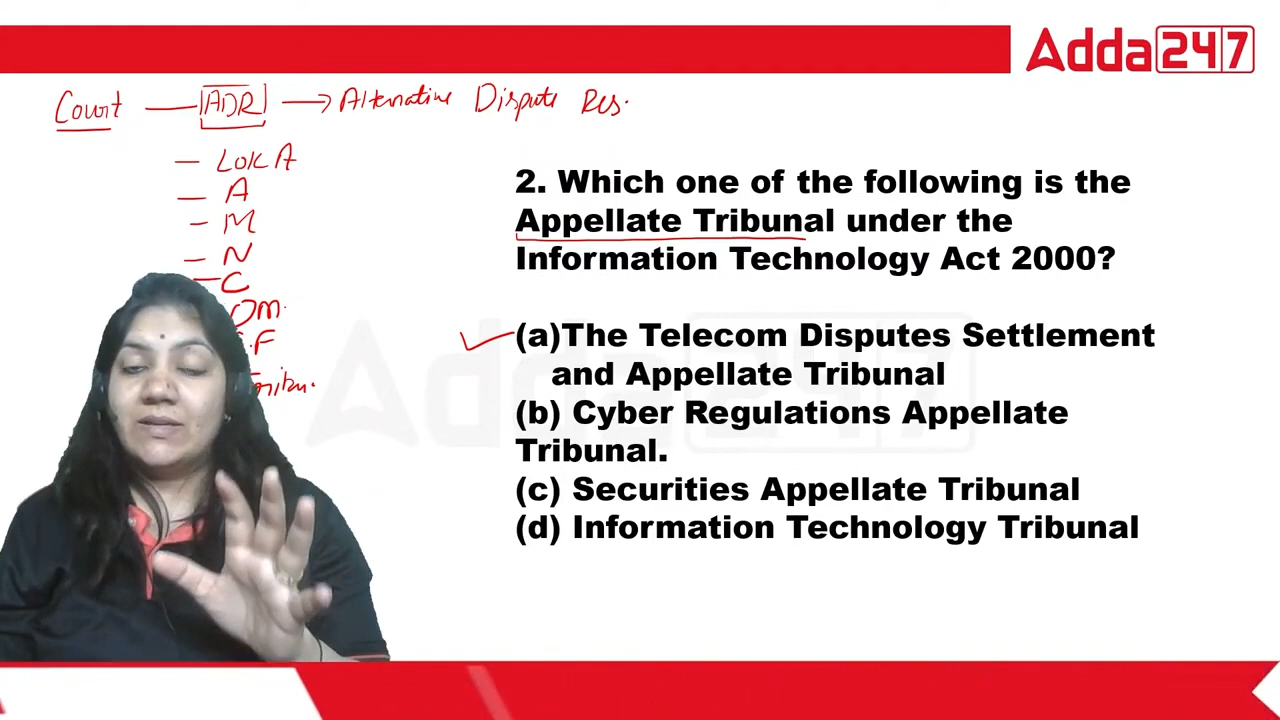 Adda247
Court — ADR → Alternative Dispute Res.
— LOK A
— A
— M
— N
— C
OM.
F
2. Which one of the following is the
Appellate Tribunal under the
Information Technology Act 2000?
(a)The Telecom Disputes Settlement
and Appellate Tribunal
(b) Cyber Regulations Appellate
Tribunal.
(c) Securities Appellate Tribunal
(d) Information Technology Tribunal
Adda247